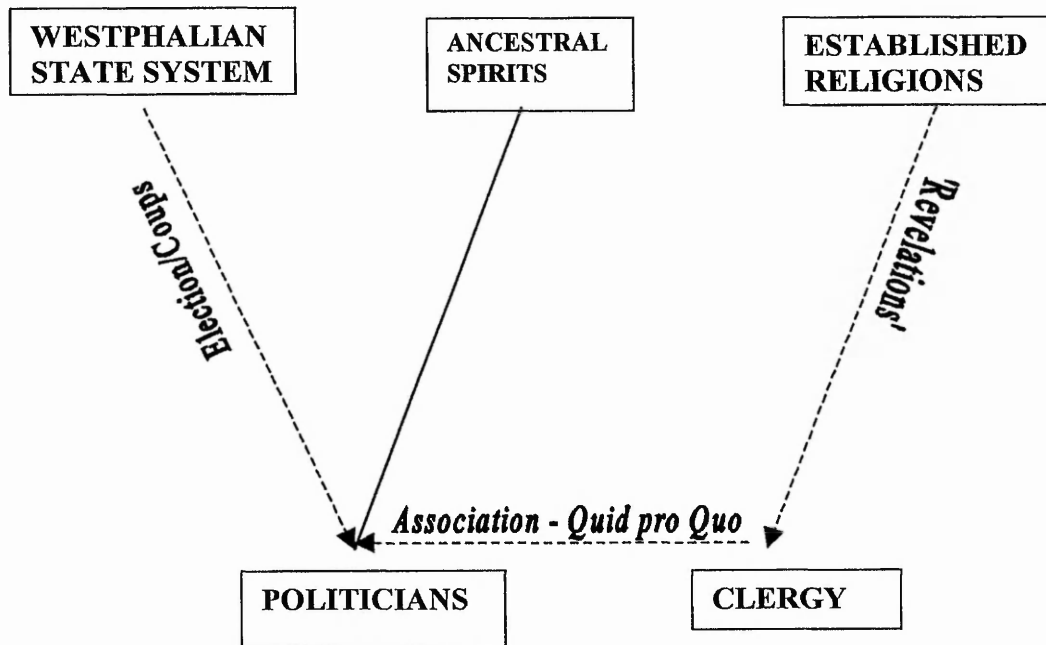 WESTPHALIAN
STATE SYSTEM
ANCESTRAL
SPIRITS
ESTABLISHED
RELIGIONS
Election/Coups
'Revelations'
Association - Quid pro Quo
POLITICIANS
CLERGY